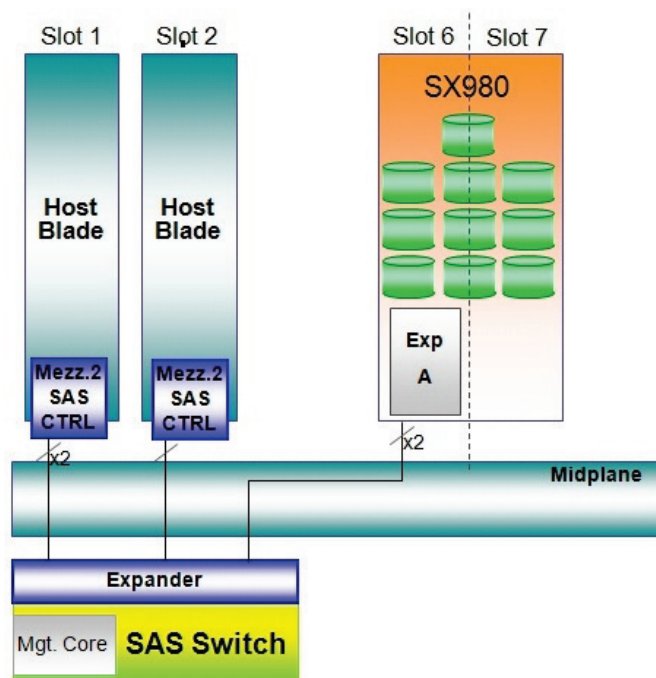 Slot 1
Slot 2
Slot 6
Slot 7
SX980
Host
Blade
Host
Blade
Exp
A
Mezz.2
SAS
CTRL
Mezz.2
SAS
CTRL
x2
x2
Midplane
Expander
Mgt. Core
SAS Switch